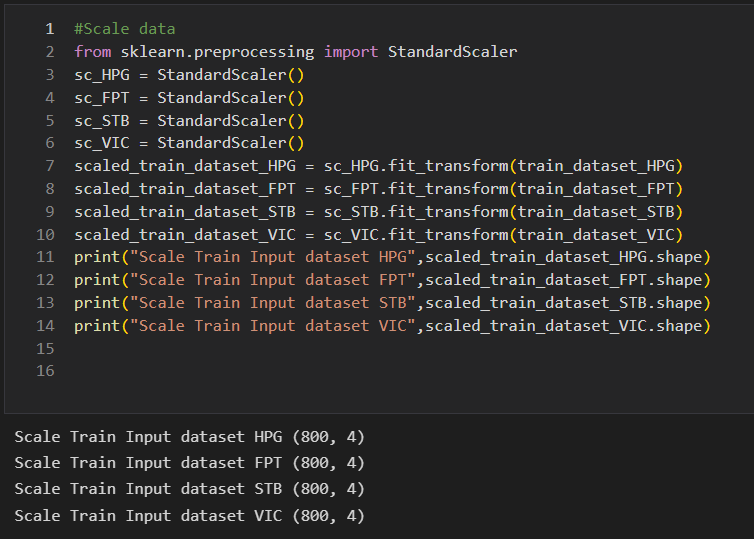 1 #Scale data
2 from sklearn.preprocessing import StandardScaler
3 sc_HPG = StandardScaler()
4 sc_FPT = StandardScaler()
5 sc_STB = StandardScaler()
6 sc_VIC = StandardScaler()
7 scaled_train_dataset_HPG = sc_HPG.fit_transform(train_dataset_HPG)
8 scaled_train_dataset_FPT = sc_FPT.fit_transform(train_dataset_FPT)
9 scaled_train_dataset_STB = sc_STB.fit_transform(train_dataset_STB)
10 scaled_train_dataset_VIC = sc_VIC.fit_transform(train_dataset_VIC)
11 print("Scale Train Input dataset HPG",scaled_train_dataset_HPG.shape)
12 print("Scale Train Input dataset FPT",scaled_train_dataset_FPT.shape)
13 print("Scale Train Input dataset STB",scaled_train_dataset_STB.shape)
14 print("Scale Train Input dataset VIC",scaled_train_dataset_VIC.shape)
15
16
Scale Train Input dataset HPG (800, 4)
Scale Train Input dataset FPT (800, 4)
Scale Train Input dataset STB (800, 4)
Scale Train Input dataset VIC (800, 4)